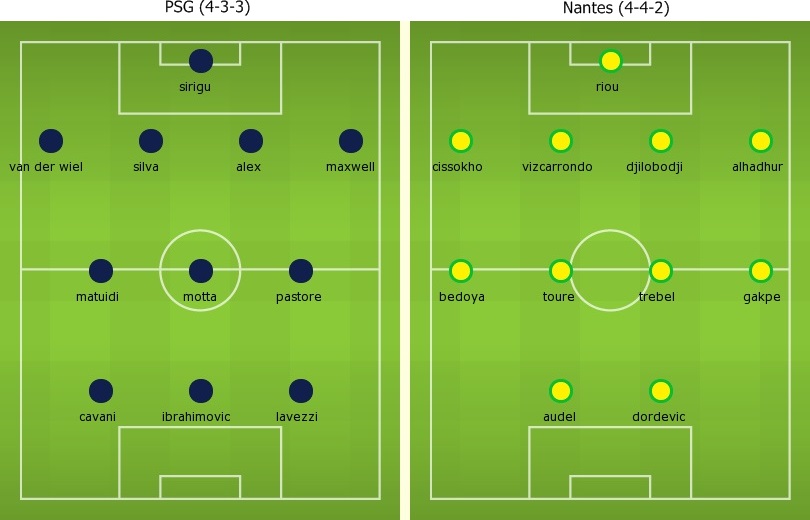 PSG (4-3-3)
Nantes (4-4-2)
sirigu
riou
van der wiel
silva
alex
maxwell
cissokho
vizcarrondo
djilobodji
alhadhur
matuidi
motta
pastore
bedoya
toure
trebel
gakpe
cavani
ibrahimovic
lavezzi
audel
dordevic